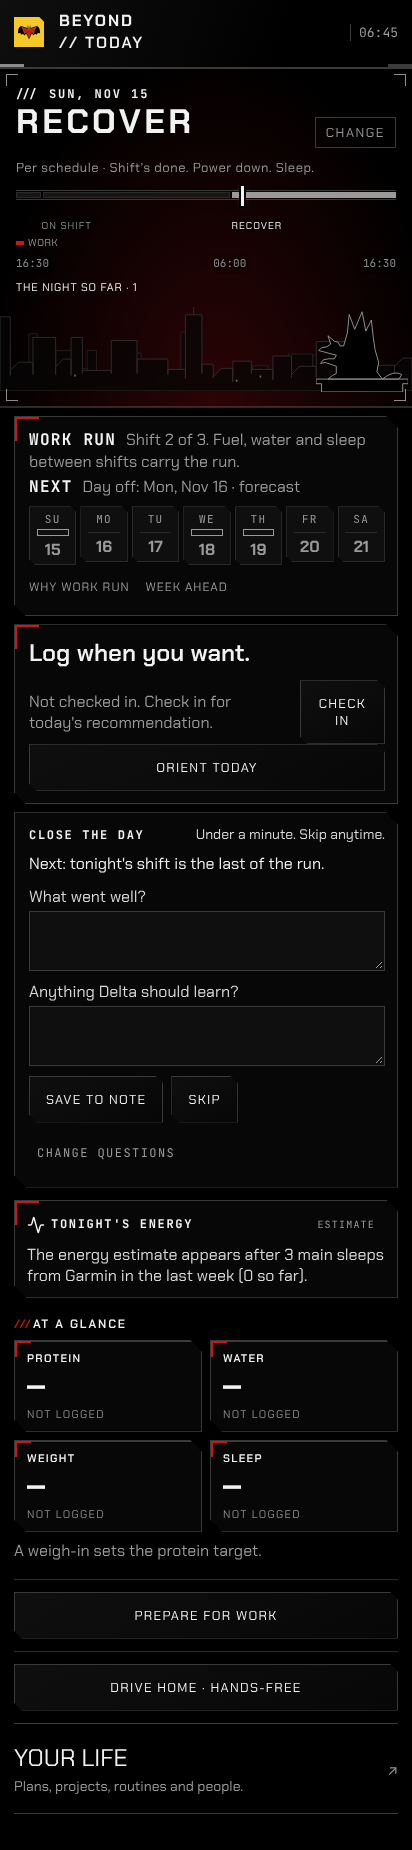 BEYOND
// TODAY
06:45
/// SUN, NOV 15
RECOVER
CHANGE
Per schedule · Shift's done. Power down. Sleep.
ON SHIFT
RECOVER
WORK
16:30
06:00
16:30
THE NIGHT SO FAR · 1
WORK RUN Shift 2 of 3. Fuel, water and sleep
between shifts carry the run.
NEXT Day off: Mon, Nov 16 · forecast
SU MO TU WE TH FR SA
15 16 17 18 19 20 21
WHY WORK RUN WEEK AHEAD
Log when you want.
Not checked in. Check in for
today's recommendation.
CHECK
IN
ORIENT TODAY
CLOSE THE DAY
Under a minute. Skip anytime.
Next: tonight's shift is the last of the run.
What went well?
Anything Delta should learn?
SAVE TO NOTE
SKIP
CHANGE QUESTIONS
TONIGHT'S ENERGY
ESTIMATE
The energy estimate appears after 3 main sleeps
from Garmin in the last week (0 so far).
///AT A GLANCE
PROTEIN
—
NOT LOGGED
WATER
—
NOT LOGGED
WEIGHT
—
NOT LOGGED
SLEEP
—
NOT LOGGED
A weigh-in sets the protein target.
PREPARE FOR WORK
DRIVE HOME · HANDS-FREE
YOUR LIFE
Plans, projects, routines and people.